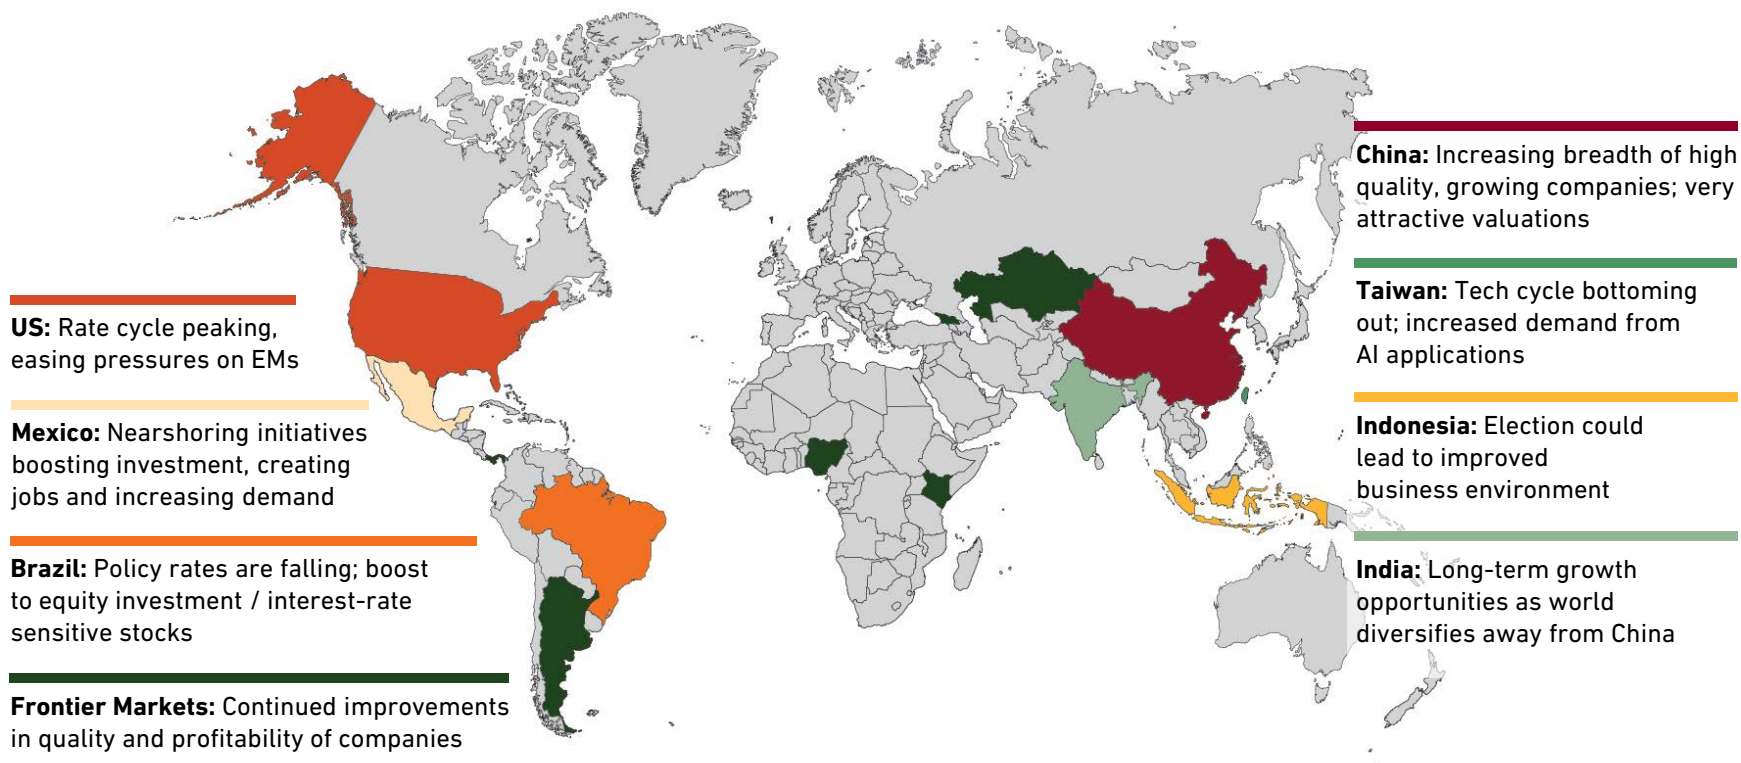 US: Rate cycle peaking,
easing pressures on EMs
Mexico: Nearshoring initiatives
boosting investment, creating
jobs and increasing demand
Brazil: Policy rates are falling; boost
to equity investment / interest-rate
sensitive stocks
Frontier Markets: Continued improvements
in quality and profitability of companies
China: Increasing breadth of high
quality, growing companies; very
attractive valuations
Taiwan: Tech cycle bottoming
out; increased demand from
AI applications
Indonesia: Election could
lead to improved
business environment
India: Long-term growth
opportunities as world
diversifies away from China